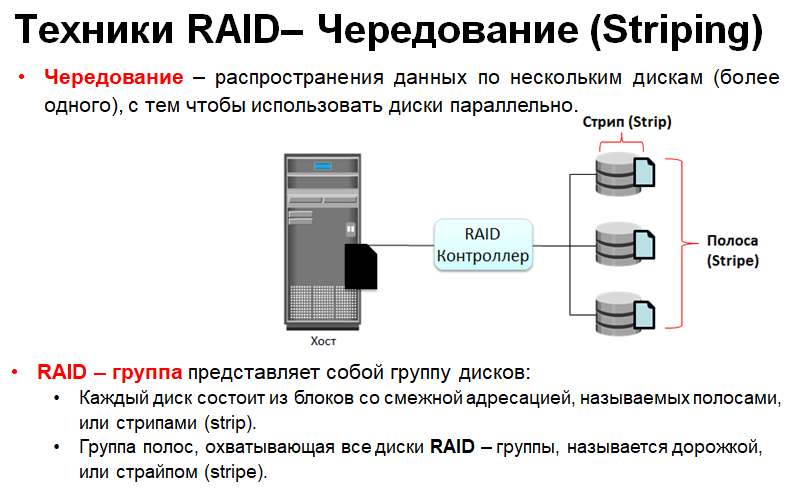 Техники RAID– Чередование (Striping)
• Чередование – распространения данных по нескольким дискам (более
одного), с тем чтобы использовать диски параллельно.
Стрип (Strip)
RAID
Контроллер
Полоса
(Stripe)
Хост
• RAID – группа представляет собой группу дисков:
• Каждый диск состоит из блоков со смежной адресацией, называемых полосами,
или стрипами (strip).
• Группа полос, охватывающая все диски RAID – группы, называется дорожкой,
или страйпом (stripe).